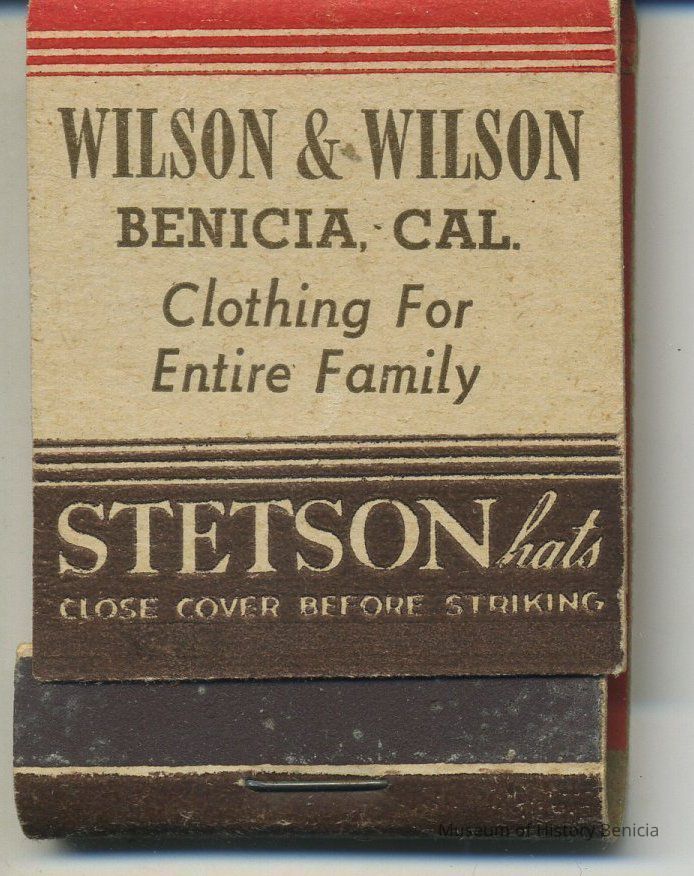 WILSON & WILSON
BENICIA, CAL.
Clothing For
Entire Family
STETSON hats
CLOSE COVER BEFORE STRIKING
Museum of History Benicia